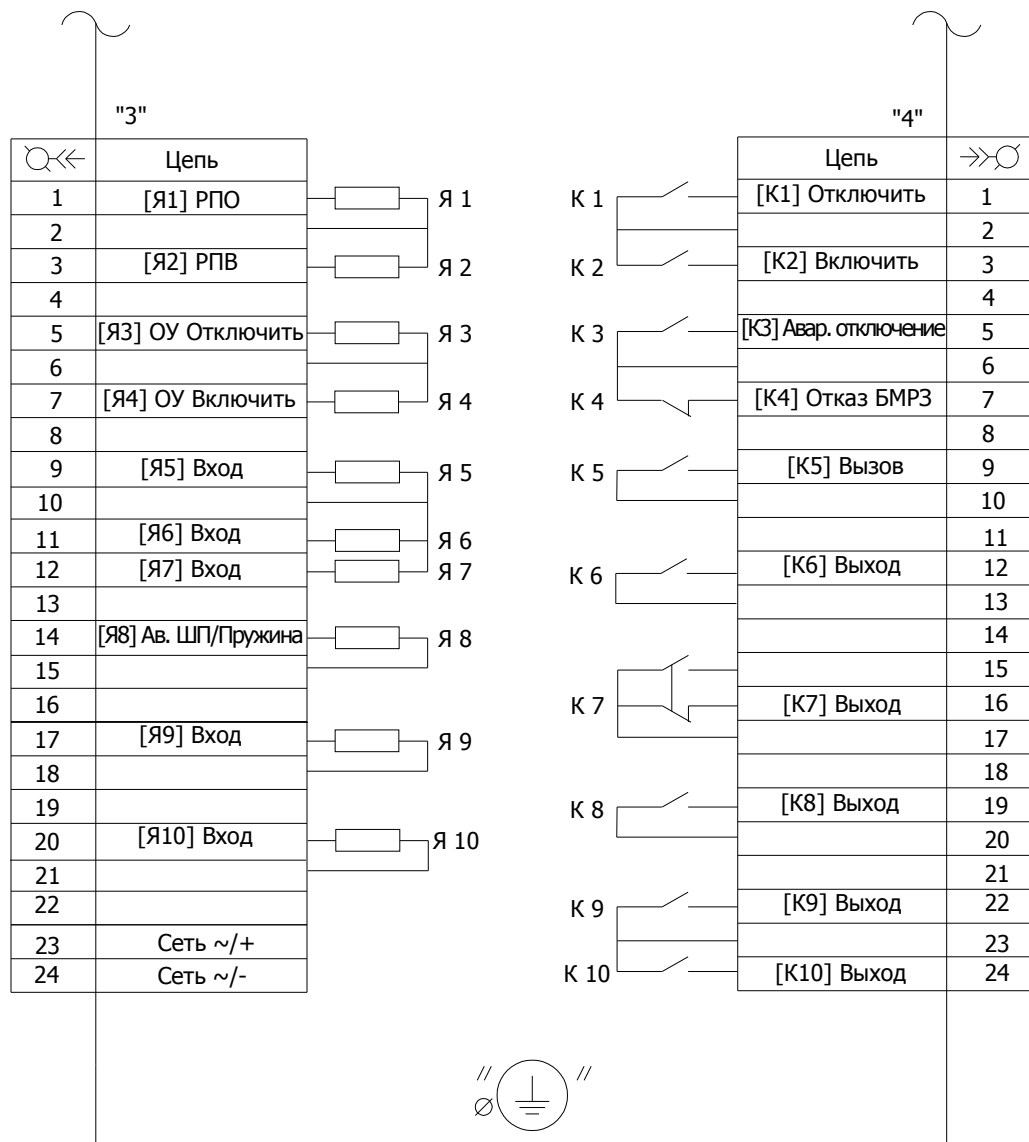 "3"
"4"
Цепь
Цепь
1 [Я1] РПО Я 1
К 1 [К1] Отключить 1
2
2
3 [Я2] РПВ Я 2
К 2 [К2] Включить 3
4
4
5 [Я3] ОУ Отключить Я 3
К 3 [К3] Авар. отключение 5
6
6
7 [Я4] ОУ Включить Я 4
К 4 [К4] Отказ БМРЗ 7
8
8
9 [Я5] Вход Я 5
К 5 [К5] Вызов 9
10
10
11 [Я6] Вход Я 6
11
12 [Я7] Вход Я 7
К 6 [К6] Выход 12
13
13
14 [Я8] Ав. ШП/Пружина Я 8
14
15
15
16
К 7 [К7] Выход 16
17 [Я9] Вход Я 9
17
18
18
19
К 8 [К8] Выход 19
20 [Я10] Вход Я 10
20
21
21
22
К 9 [К9] Выход 22
23 Сеть ~/+
23
24 Сеть ~/-
К 10 [К10] Выход 24